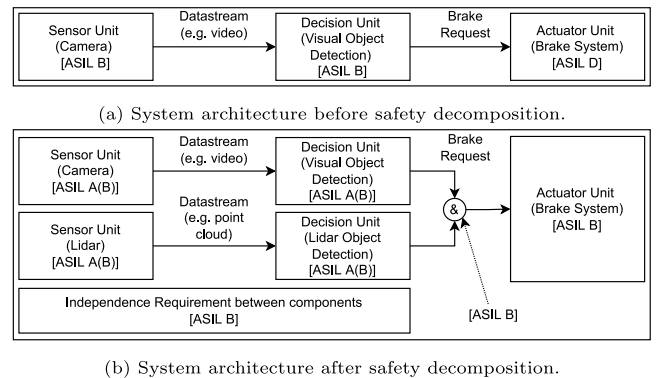 Sensor Unit
(Camera)
[ASIL B]
Datastream
(e.g. video)
Decision Unit
(Visual Object
Detection)
[ASIL B]
Brake
Request
Actuator Unit
(Brake System)
[ASIL D]
(a) System architecture before safety decomposition.
Sensor Unit
(Camera)
[ASIL A(B)]
Datastream
(e.g. video)
Decision Unit
(Visual Object
Detection)
[ASIL A(B)]
Brake
Request
Sensor Unit
(Lidar)
[ASIL A(B)]
Datastream
(e.g. point
cloud)
Decision Unit
(Lidar Object
Detection)
[ASIL A(B)]
&
Actuator Unit
(Brake System)
[ASIL B]
Independence Requirement between components
[ASIL B]
[ASIL B]
(b) System architecture after safety decomposition.